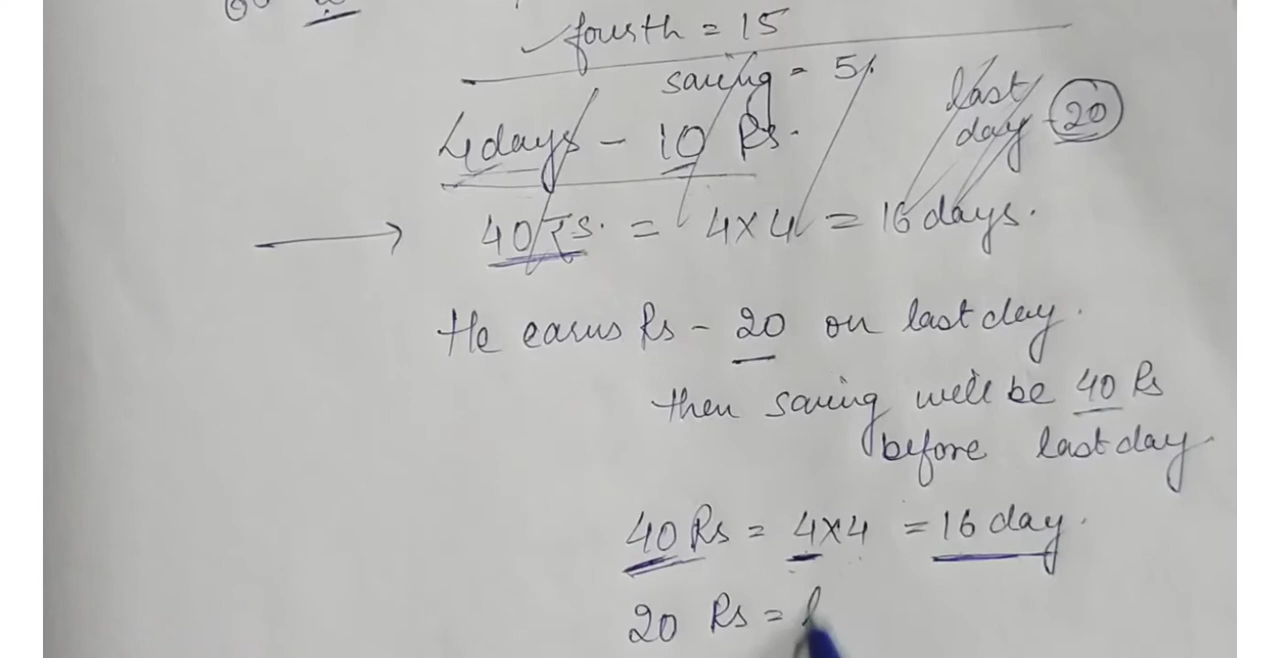 fourth = 15
saving = 5/.
4days - 10 Rs.
last
day - 20
40 Rs. = 4×4 = 16 days.
He earns Rs - 20 on last day.
then saving will be 40 Rs
before last day
40 Rs = 4×4 = 16 day.
20 Rs =